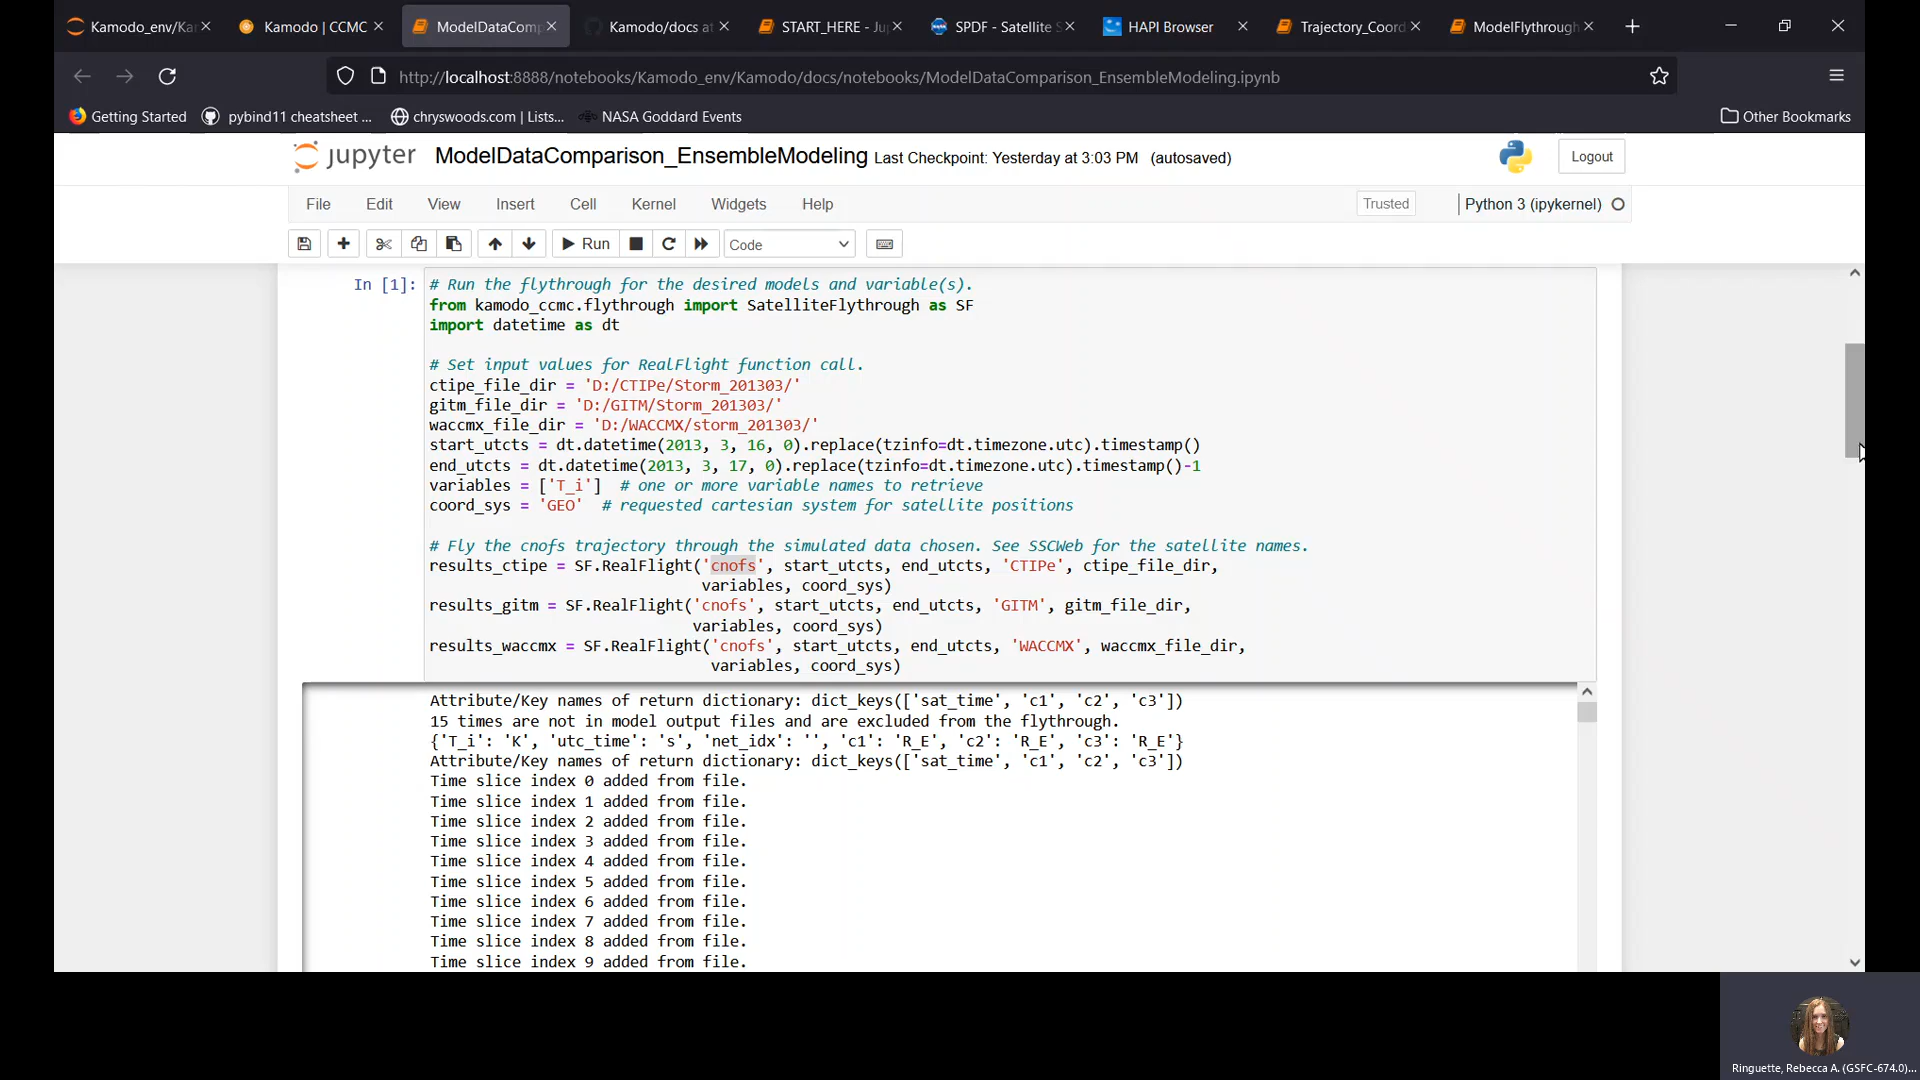 Kamodo_env/Ka
Kamodo | CCMC
ModelDataComp
Kamodo/docs at
START_HERE - Ju
SPDF - Satellite S
HAPI Browser
Trajectory_Coord
ModelFlythrough
http://localhost:8888/notebooks/Kamodo_env/Kamodo/docs/notebooks/ModelDataComparison_EnsembleModeling.ipynb
Getting Started
pybind11 cheatsheet ...
chryswoods.com | Lists...
NASA Goddard Events
Other Bookmarks
jupyter
ModelDataComparison_EnsembleModeling Last Checkpoint: Yesterday at 3:03 PM (autosaved)
Logout
File Edit View Insert Cell Kernel Widgets Help
Trusted
Python 3 (ipykernel)
Run
Code
In [1]:
# Run the flythrough for the desired models and variable(s).
from kamodo_ccmc.flythrough import SatelliteFlythrough as SF
import datetime as dt
# Set input values for RealFlight function call.
ctipe_file_dir = 'D:/CTIPe/Storm_201303/'
gitm_file_dir = 'D:/GITM/Storm_201303/'
waccmx_file_dir = 'D:/WACCMX/storm_201303/'
start_utcts = dt.datetime(2013, 3, 16, 0).replace(tzinfo=dt.timezone.utc).timestamp()
end_utcts = dt.datetime(2013, 3, 17, 0).replace(tzinfo=dt.timezone.utc).timestamp()-1
variables = ['T_i'] # one or more variable names to retrieve
coord_sys = 'GEO' # requested cartesian system for satellite positions
# Fly the cnofs trajectory through the simulated data chosen. See SSCWeb for the satellite names.
results_ctipe = SF.RealFlight('cnofs', start_utcts, end_utcts, 'CTIPe', ctipe_file_dir,
variables, coord_sys)
results_gitm = SF.RealFlight('cnofs', start_utcts, end_utcts, 'GITM', gitm_file_dir,
variables, coord_sys)
results_waccmx = SF.RealFlight('cnofs', start_utcts, end_utcts, 'WACCMX', waccmx_file_dir,
variables, coord_sys)
Attribute/Key names of return dictionary: dict_keys(['sat_time', 'c1', 'c2', 'c3'])
15 times are not in model output files and are excluded from the flythrough.
{'T_i': 'K', 'utc_time': 's', 'net_idx': '', 'c1': 'R_E', 'c2': 'R_E', 'c3': 'R_E'}
Attribute/Key names of return dictionary: dict_keys(['sat_time', 'c1', 'c2', 'c3'])
Time slice index 0 added from file.
Time slice index 1 added from file.
Time slice index 2 added from file.
Time slice index 3 added from file.
Time slice index 4 added from file.
Time slice index 5 added from file.
Time slice index 6 added from file.
Time slice index 7 added from file.
Time slice index 8 added from file.
Time slice index 9 added from file.
Ringuette, Rebecca A. (GSFC-674.0)...